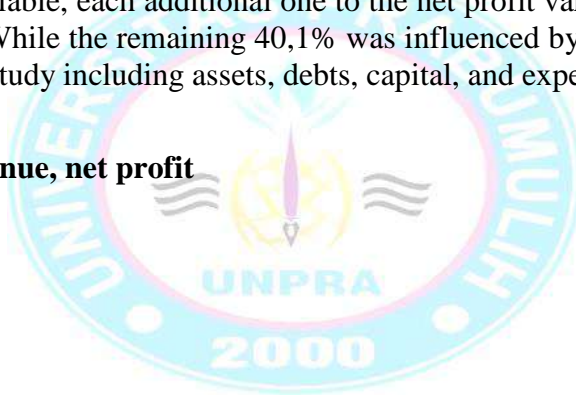 able, each additional one to the net profit va
While the remaining 40,1% was influenced by
tudy including assets, debts, capital, and expe
nue, net profit
UNPRA
2000